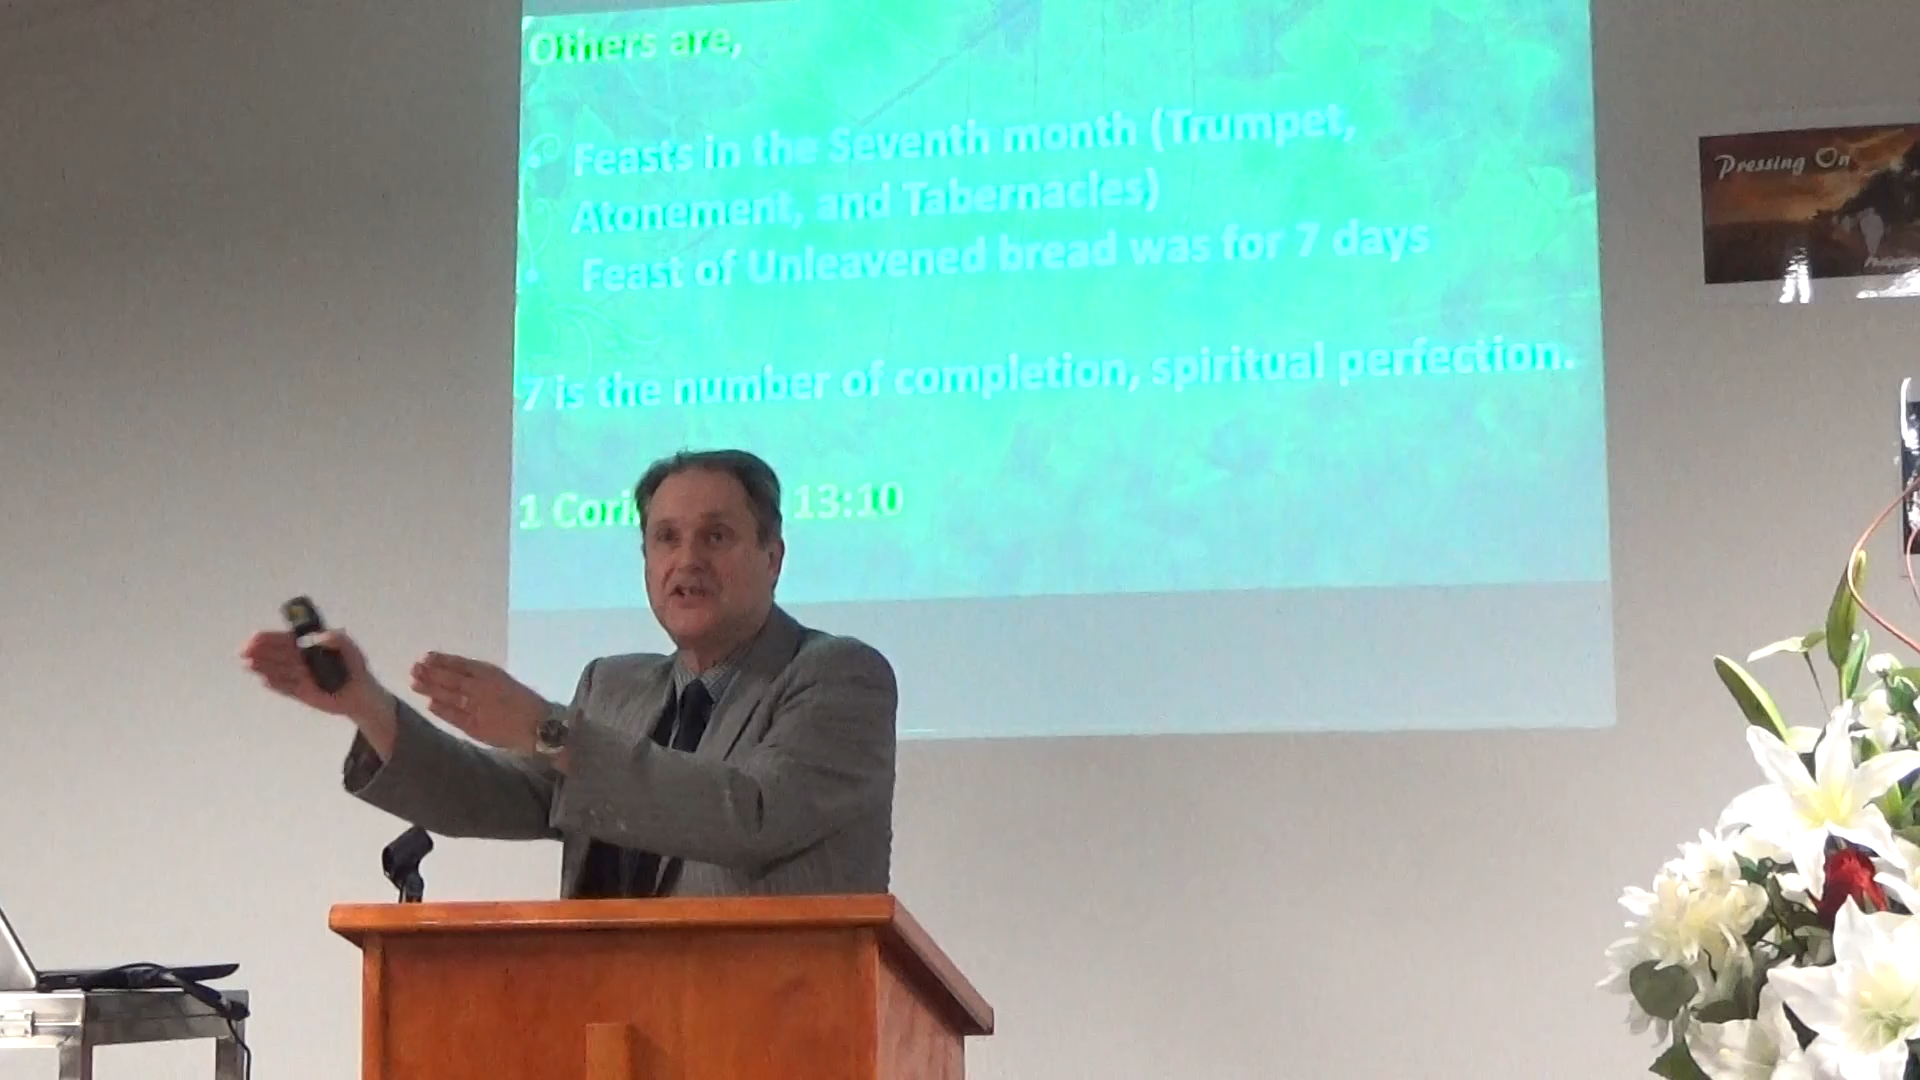 Others are,
Feasts in the Seventh month (Trumpet,
Atonement, and Tabernacles)
Feast of Unleavened bread was for 7 days
7 is the number of completion, spiritual perfection.
1 Cori 13:10
Pressing On